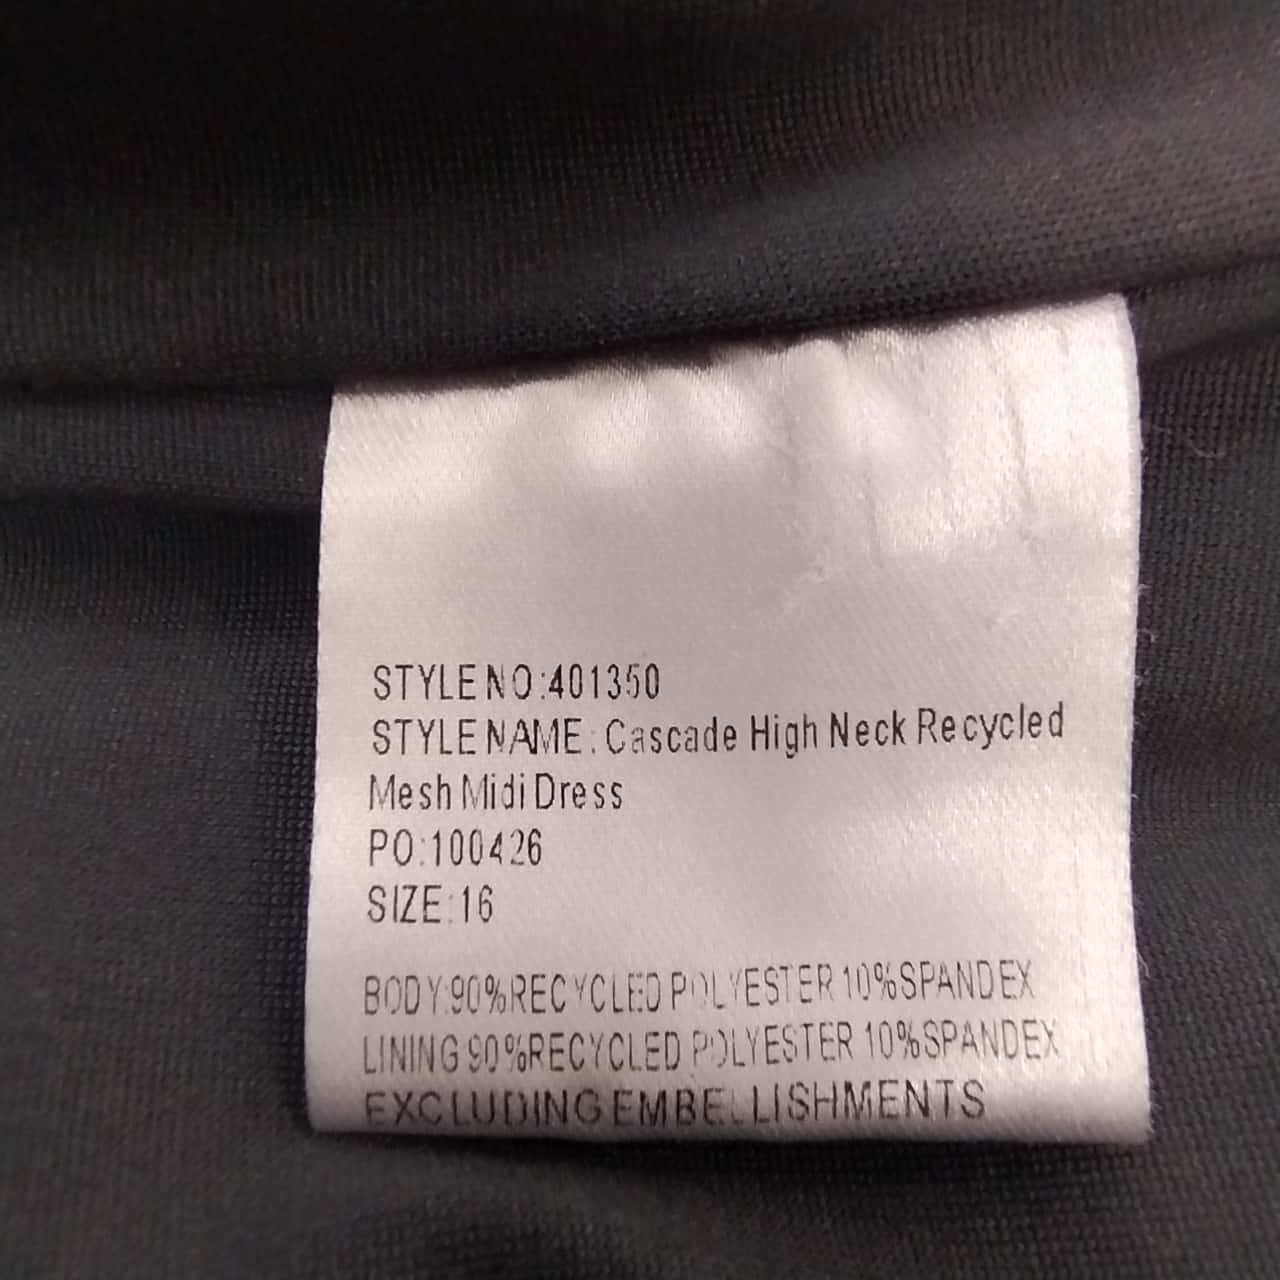 STYLE NO:401350
STYLE NAME: Cascade High Neck Recycled
Mesh Midi Dress
PO:100426
SIZE:16
BODY:90%RECYCLED POLYESTER 10%SPANDEX
LINING 90%RECYCLED POLYESTER 10%SPANDEX
EXCLUDING EMBELLISHMENTS